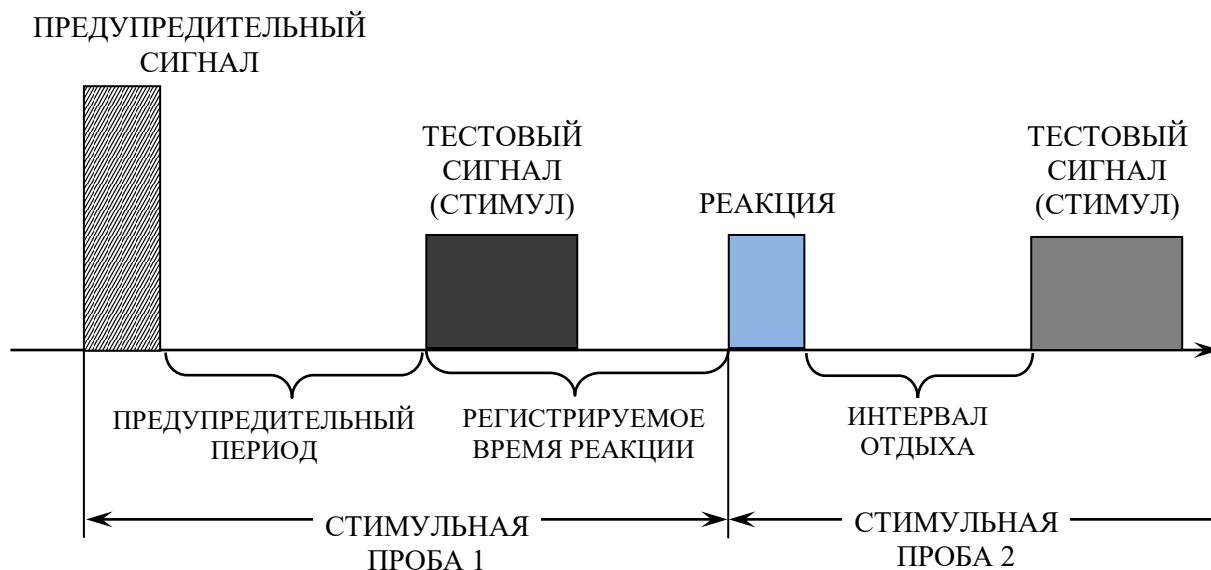 ПРЕДУПРЕДИТЕЛЬНЫЙ
СИГНАЛ
ТЕСТОВЫЙ
СИГНАЛ
(СТИМУЛ)
РЕАКЦИЯ
ТЕСТОВЫЙ
СИГНАЛ
(СТИМУЛ)
ПРЕДУПРЕДИТЕЛЬНЫЙ
ПЕРИОД
РЕГИСТРИРУЕМОЕ
ВРЕМЯ РЕАКЦИИ
ИНТЕРВАЛ
ОТДЫХА
СТИМУЛЬНАЯ
ПРОБА 1
СТИМУЛЬНАЯ
ПРОБА 2